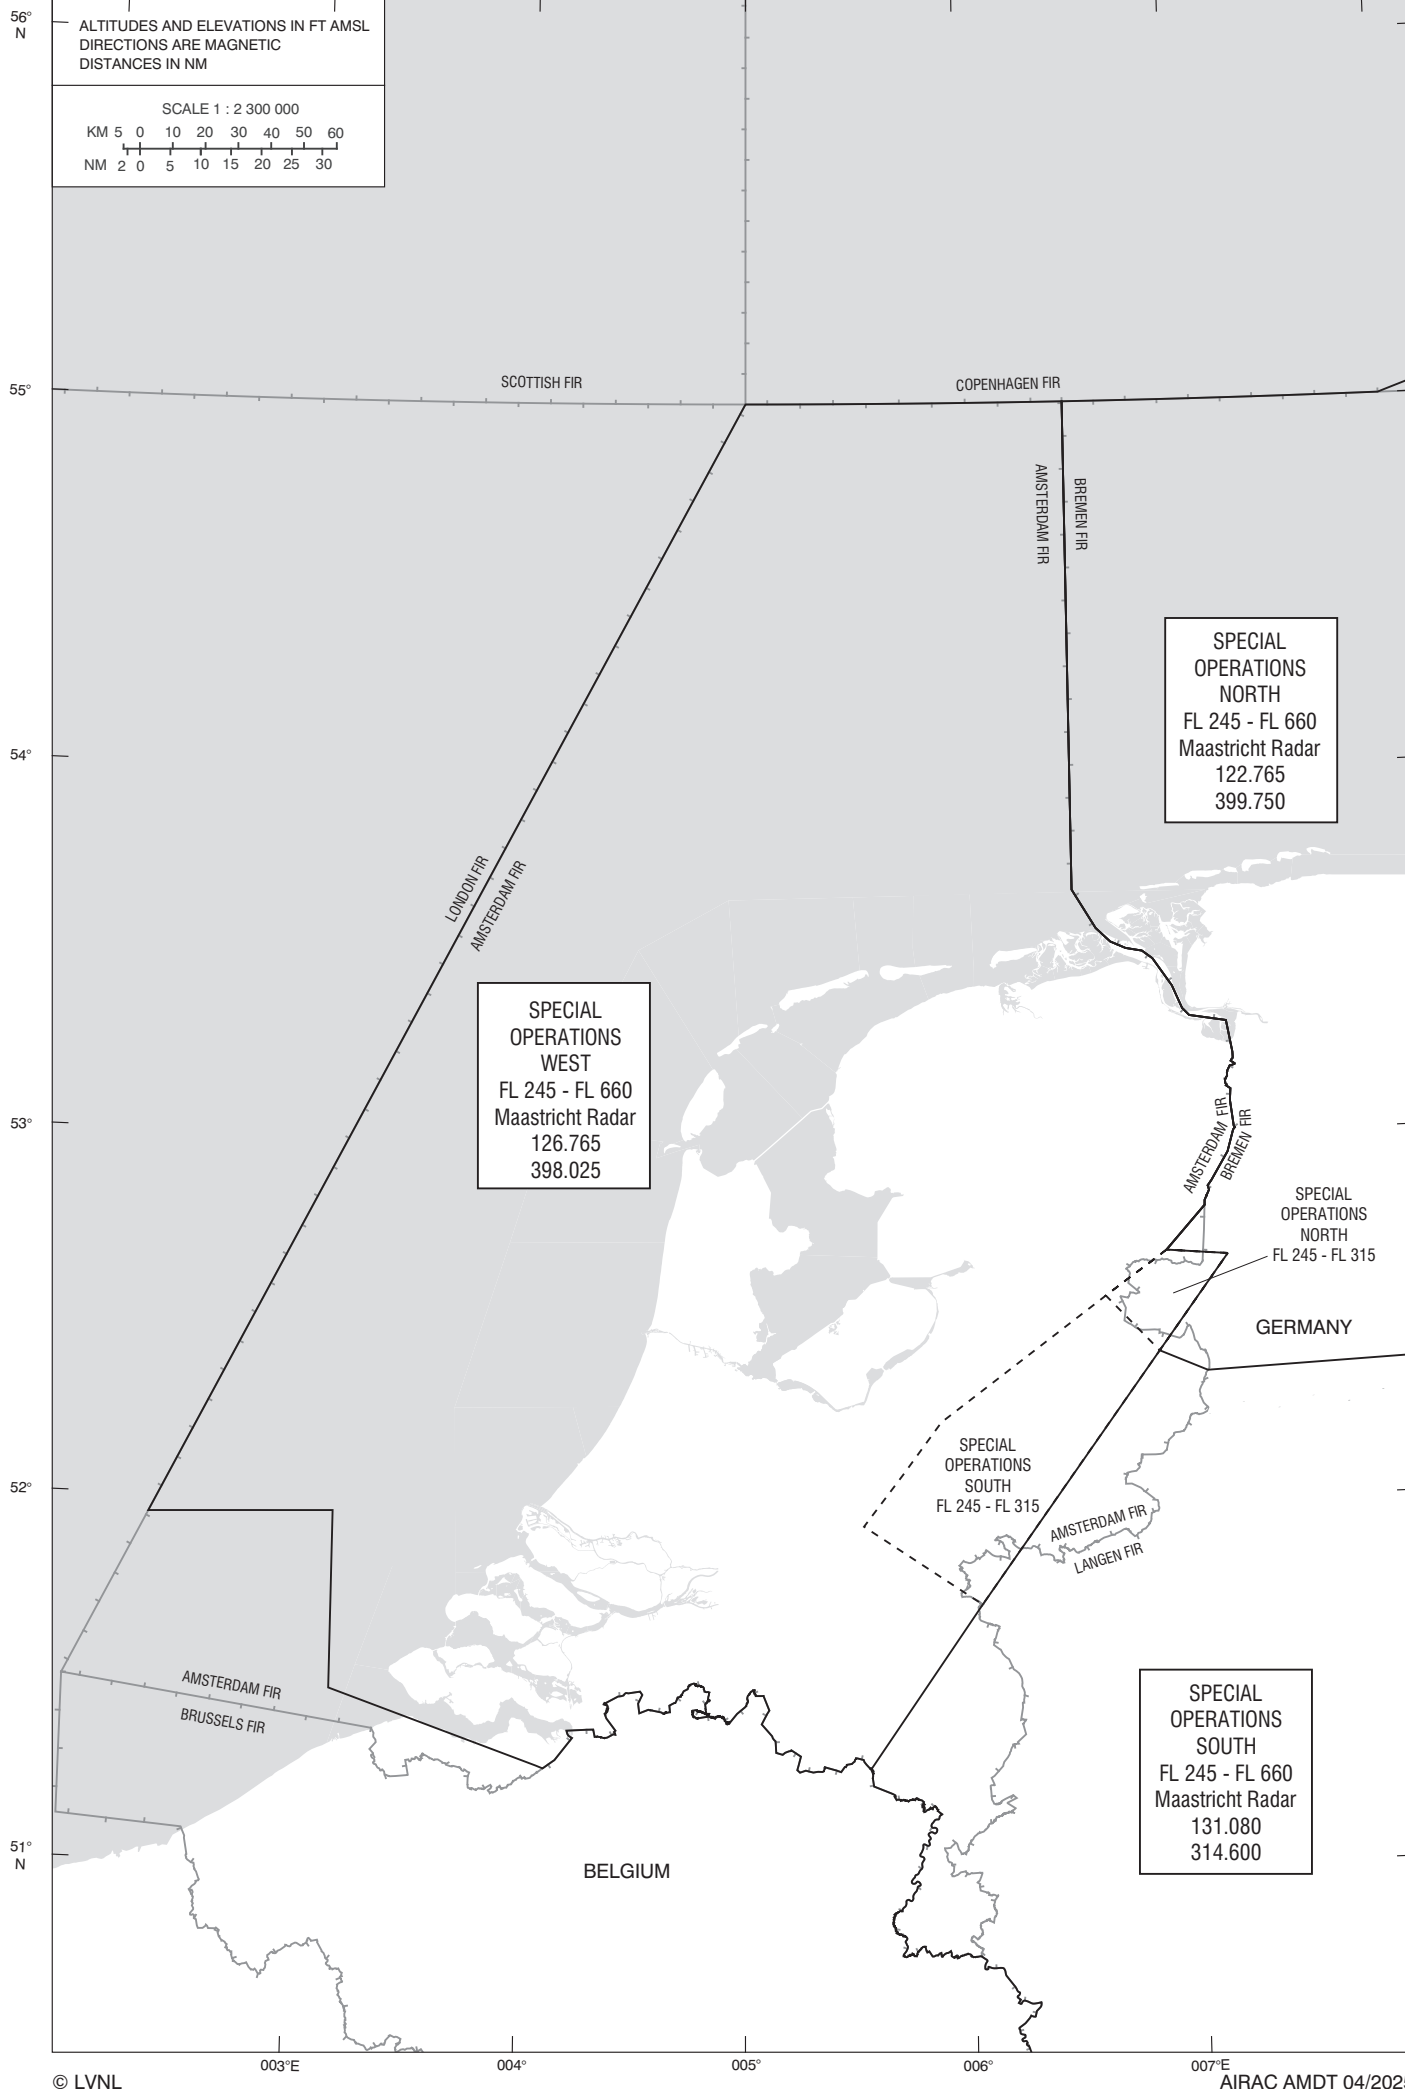 56°
N
ALTITUDES AND ELEVATIONS IN FT AMSL
DIRECTIONS ARE MAGNETIC
DISTANCES IN NM
SCALE 1 : 2 300 000
KM 5 0 10 20 30 40 50 60
NM 2 0 5 10 15 20 25 30
55°
SCOTTISH FIR
COPENHAGEN FIR
AMSTERDAM FIR
BREMEN FIR
SPECIAL
OPERATIONS
NORTH
FL 245 - FL 660
Maastricht Radar
122.765
399.750
54°
LONDON FIR
AMSTERDAM FIR
SPECIAL
OPERATIONS
WEST
FL 245 - FL 660
Maastricht Radar
126.765
398.025
53°
AMSTERDAM FIR
BREMEN FIR
SPECIAL
OPERATIONS
NORTH
FL 245 - FL 315
GERMANY
SPECIAL
OPERATIONS
SOUTH
FL 245 - FL 315
52°
AMSTERDAM FIR
LANGEN FIR
AMSTERDAM FIR
BRUSSELS FIR
SPECIAL
OPERATIONS
SOUTH
FL 245 - FL 660
Maastricht Radar
131.080
314.600
51°
N
BELGIUM
003°E
004°
005°
006°
007°E
© LVNL
AIRAC AMDT 04/2025